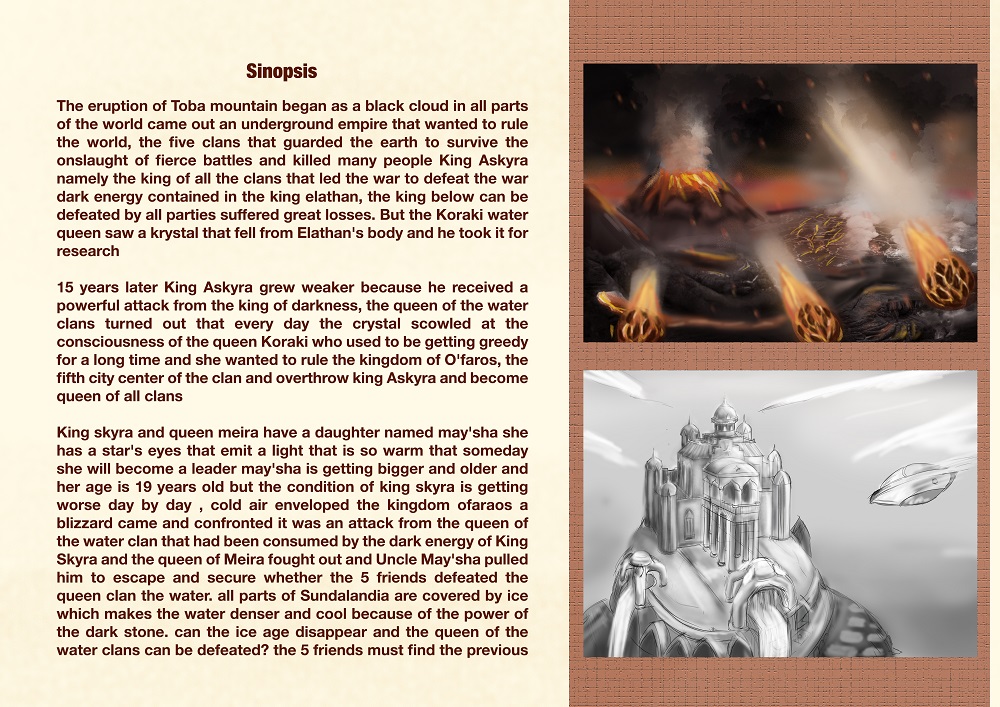 Sinopsis
The eruption of Toba mountain began as a black cloud in all parts
of the world came out an underground empire that wanted to rule
the world, the five clans that guarded the earth to survive the
onslaught of fierce battles and killed many people King Askyra
namely the king of all the clans that led the war to defeat the war
dark energy contained in the king elathan, the king below can be
defeated by all parties suffered great losses. But the Koraki water
queen saw a krystal that fell from Elathan's body and he took it for
research
15 years later King Askyra grew weaker because he received a
powerful attack from the king of darkness, the queen of the water
clans turned out that every day the crystal scowled at the
consciousness of the queen Koraki who used to be getting greedy
for a long time and she wanted to rule the kingdom of O'faros, the
fifth city center of the clan and overthrow king Askyra and become
queen of all clans
King skyra and queen meira have a daughter named may'sha she
has a star's eyes that emit a light that is so warm that someday
she will become a leader may'sha is getting bigger and older and
her age is 19 years old but the condition of king skyra is getting
worse day by day , cold air enveloped the kingdom ofaraos a
blizzard came and confronted it was an attack from the queen of
the water clan that had been consumed by the dark energy of King
Skyra and the queen of Meira fought out and Uncle May'sha pulled
him to escape and secure whether the 5 friends defeated the
queen clan the water. all parts of Sundalandia are covered by ice
which makes the water denser and cool because of the power of
the dark stone. can the ice age disappear and the queen of the
water clans can be defeated? the 5 friends must find the previous